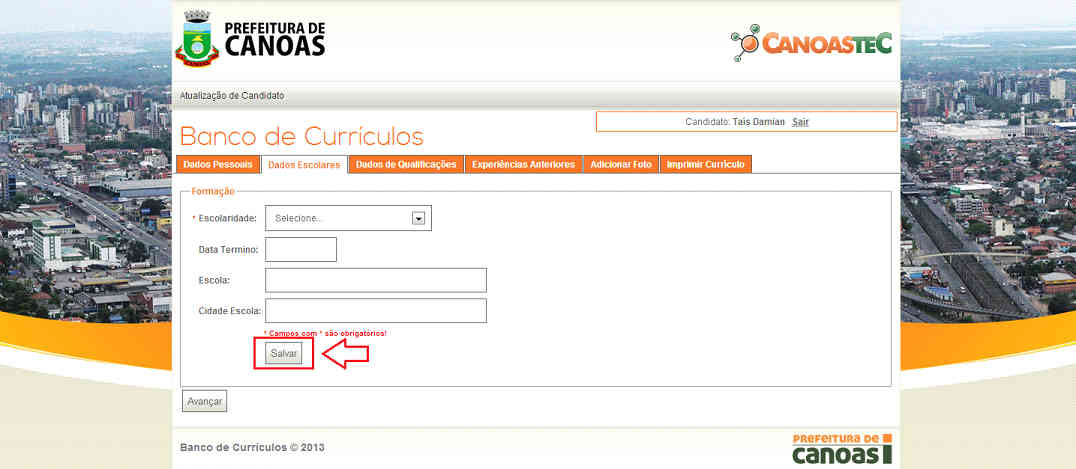 PREFEITURA DE
CANOAS
CANOASTEC
Atualização de Candidato
Candidato: Tais Damian Sair
Banco de Currículos
Dados Pessoais Dados Escolares Dados de Qualificações Experiências Anteriores Adicionar Foto Imprimir Currículo
Formação
* Escolaridade: Selecione...
Data Termino:
Escola:
Cidade Escola:
* Campos com * são obrigatórios!
Salvar
Avançar
Banco de Currículos © 2013
PREFEITURA DE
canoas